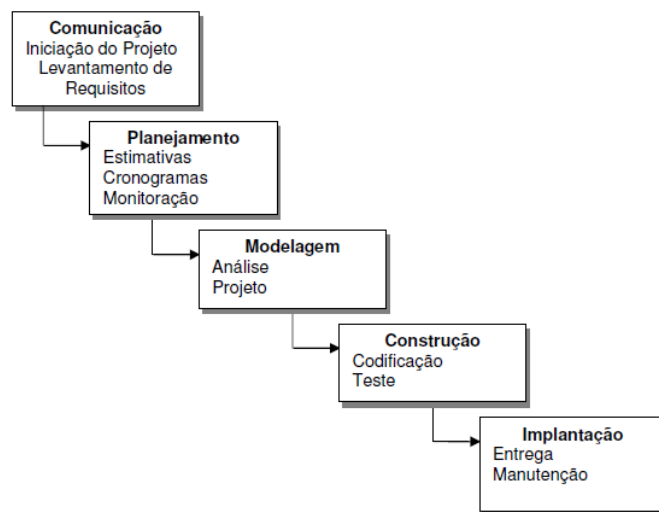 Comunicação
Iniciação do Projeto
Levantamento de
Requisitos
Planejamento
Estimativas
Cronogramas
Monitoração
Modelagem
Análise
Projeto
Construção
Codificação
Teste
Implantação
Entrega
Manutenção